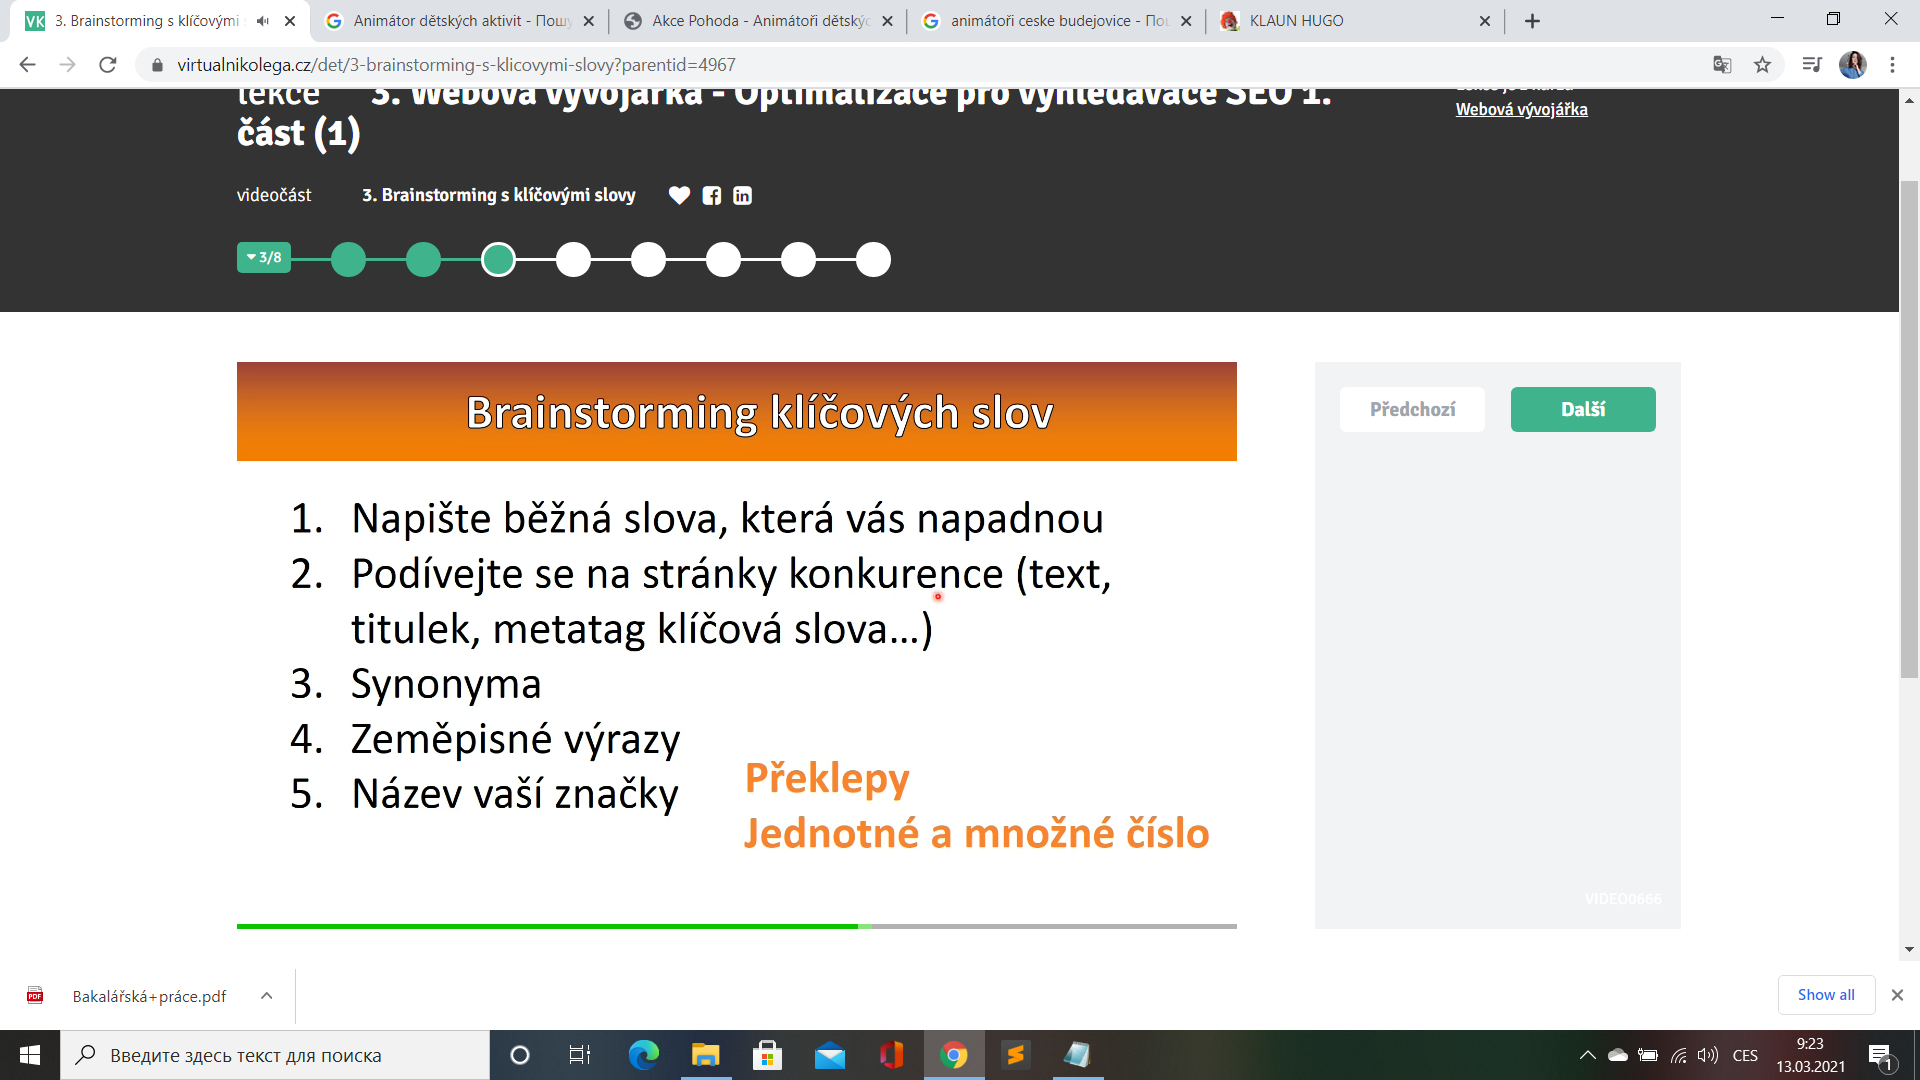 VK 3. Brainstorming s klíčovými
Animátor dětských aktivit - Пошу
Akce Pohoda - Animátoři dětskýc
animátoři ceske budejovice - По
KLAUN HUGO
virtualnikolega.cz/det/3-brainstorming-s-klicovymi-slovy?parentid=4967
lekce 3. Webová vývojářka - Optimalizace pro vyhledávače SEO 1.
část (1)
Webová vývojářka
videočást 3. Brainstorming s klíčovými slovy
3/8
Brainstorming klíčových slov
1. Napište běžná slova, která vás napadnou
2. Podívejte se na stránky konkurence (text,
titulek, metatag klíčová slova...)
3. Synonyma
4. Zeměpisné výrazy
5. Název vaší značky
Překlepy
Jednotné a množné číslo
Předchozí
Další
VIDEO0666
PDF Bakalářská+práce.pdf
Show all
Введите здесь текст для поиска
CES
9:23
13.03.2021
1